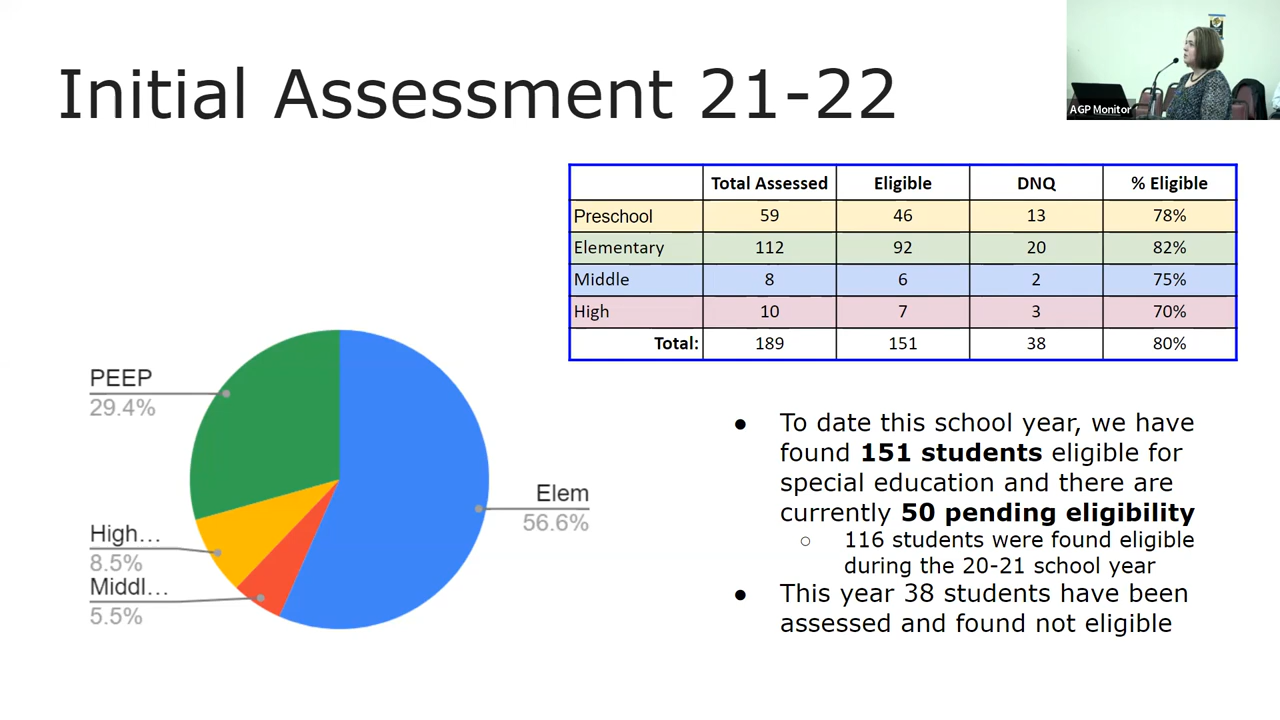 Initial Assessment 21-22
AGP Monitor
Total Assessed Eligible DNQ % Eligible
Preschool 59 46 13 78%
Elementary 112 92 20 82%
Middle 8 6 2 75%
High 10 7 3 70%
Total: 189 151 38 80%
PEEP
29.4%
High...
8.5%
Middl...
5.5%
Elem
56.6%
● To date this school year, we have
found 151 students eligible for
special education and there are
currently 50 pending eligibility
○ 116 students were found eligible
during the 20-21 school year
● This year 38 students have been
assessed and found not eligible